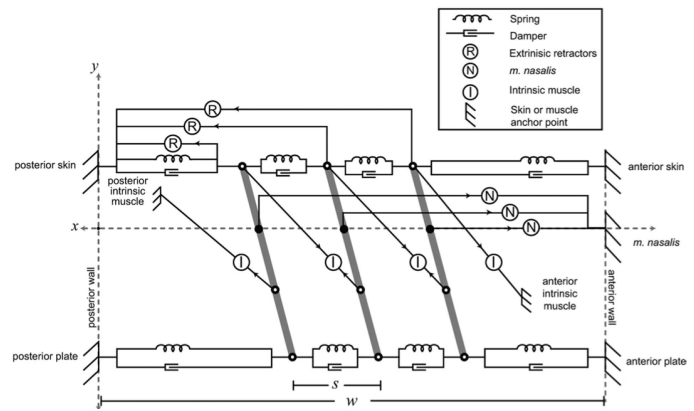 Spring
Damper
R Extrinisic retractors
N m. nasalis
I Intrinsic muscle
Skin or muscle
anchor point
y
R
R
R
posterior skin
anterior skin
posterior
intrinsic
muscle
N
N
N
x
m. nasalis
I
I
I
I
anterior
intrinsic
muscle
posterior wall
anterior wall
posterior plate
anterior plate
s
w